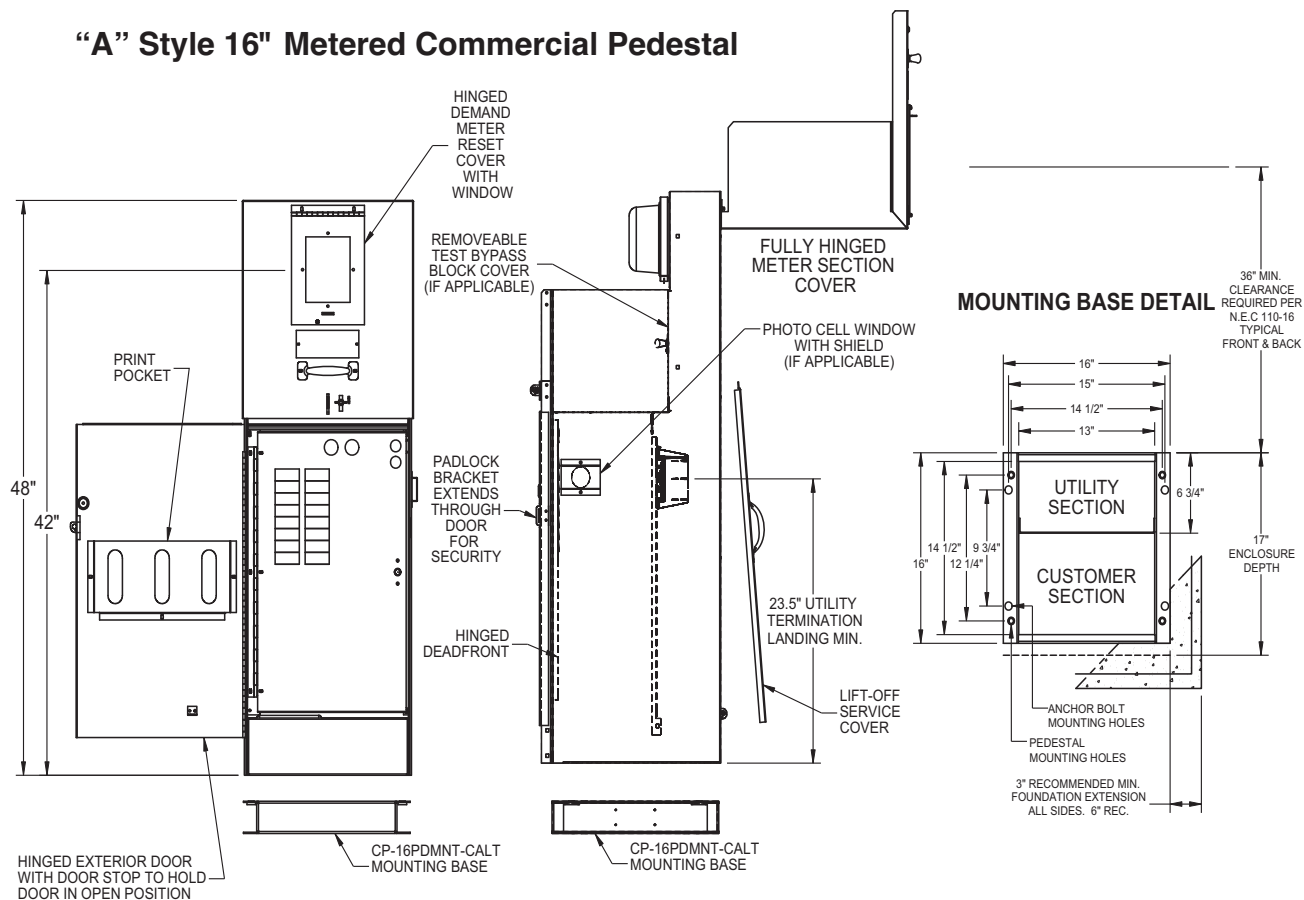 “A” Style 16" Metered Commercial Pedestal
HINGED
DEMAND
METER
RESET
COVER
WITH
WINDOW
REMOVEABLE
TEST BYPASS
BLOCK COVER
(IF APPLICABLE)
FULLY HINGED
METER SECTION
COVER
PHOTO CELL WINDOW
WITH SHIELD
(IF APPLICABLE)
PRINT
POCKET
48"
42"
PADLOCK
BRACKET
EXTENDS
THROUGH
DOOR
FOR
SECURITY
HINGED
DEADFRONT
23.5" UTILITY
TERMINATION
LANDING MIN.
LIFT-OFF
SERVICE
COVER
HINGED EXTERIOR DOOR
WITH DOOR STOP TO HOLD
DOOR IN OPEN POSITION
CP-16PDMNT-CALT
MOUNTING BASE
CP-16PDMNT-CALT
MOUNTING BASE
MOUNTING BASE DETAIL
36" MIN.
CLEARANCE
REQUIRED PER
N.E.C 110-16
TYPICAL
FRONT & BACK
16"
15"
14 1/2"
13"
UTILITY
SECTION
6 3/4"
16"
14 1/2"
12 1/4"
9 3/4"
CUSTOMER
SECTION
17"
ENCLOSURE
DEPTH
ANCHOR BOLT
MOUNTING HOLES
PEDESTAL
MOUNTING HOLES
3" RECOMMENDED MIN.
FOUNDATION EXTENSION
ALL SIDES. 6" REC.